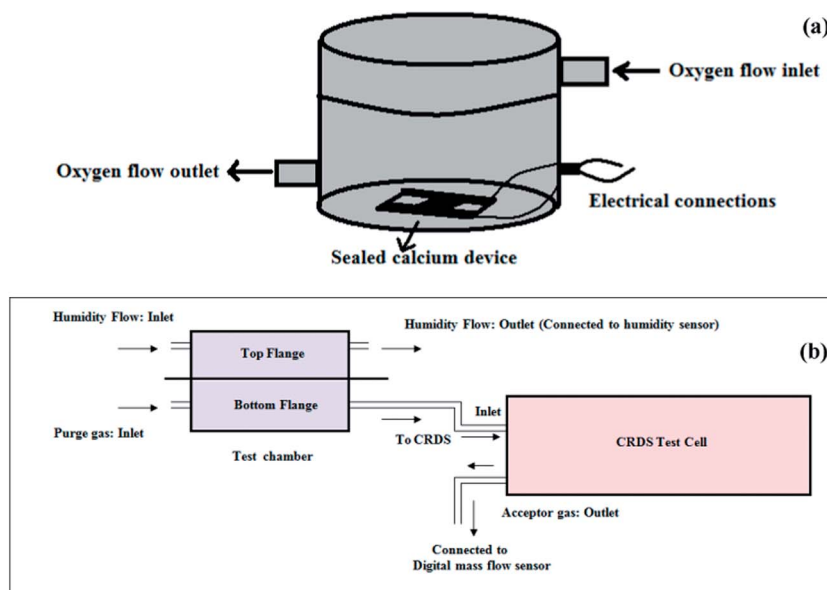 (a)
Oxygen flow inlet
Oxygen flow outlet
Electrical connections
Sealed calcium device
(b)
Humidity Flow: Inlet
Humidity Flow: Outlet (Connected to humidity sensor)
Top Flange
Bottom Flange
Purge gas: Inlet
Test chamber
To CRDS
Inlet
CRDS Test Cell
Acceptor gas: Outlet
Connected to
Digital mass flow sensor